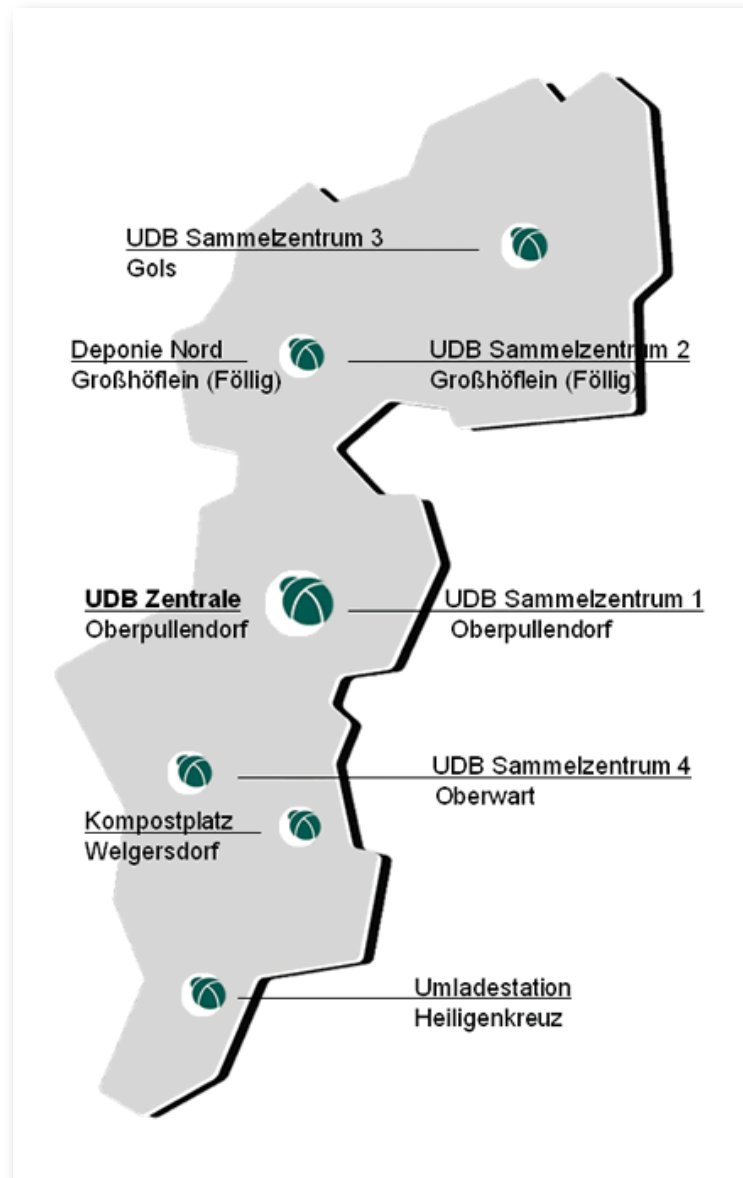 UDB Sammelzentrum 3
Gols
Deponie Nord
Großhöflein (Föllig)
UDB Sammelzentrum 2
Großhöflein (Föllig)
UDB Zentrale
Oberpullendorf
UDB Sammelzentrum 1
Oberpullendorf
UDB Sammelzentrum 4
Oberwart
Kompostplatz
Welgersdorf
Umladestation
Heiligenkreuz